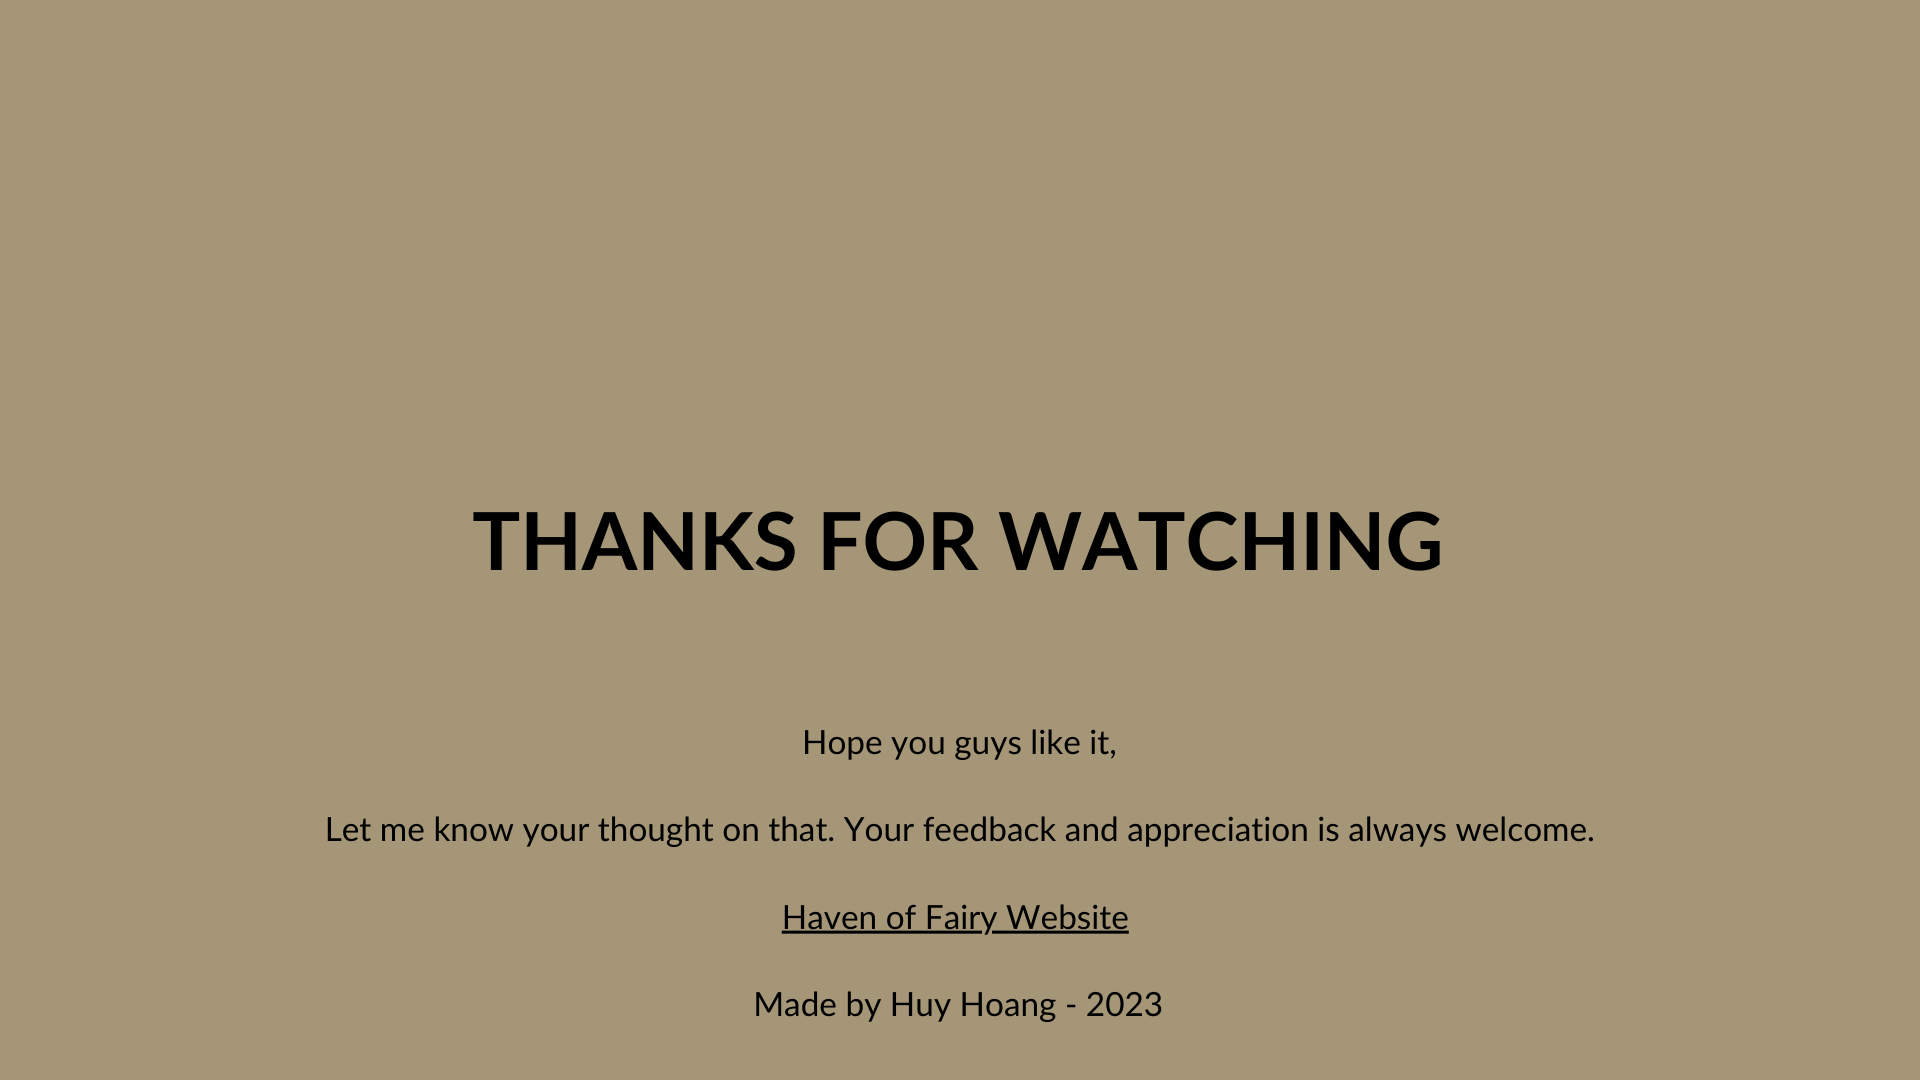 THANKS FOR WATCHING
Hope you guys like it,
Let me know your thought on that. Your feedback and appreciation is always welcome.
Haven of Fairy Website
Made by Huy Hoang - 2023